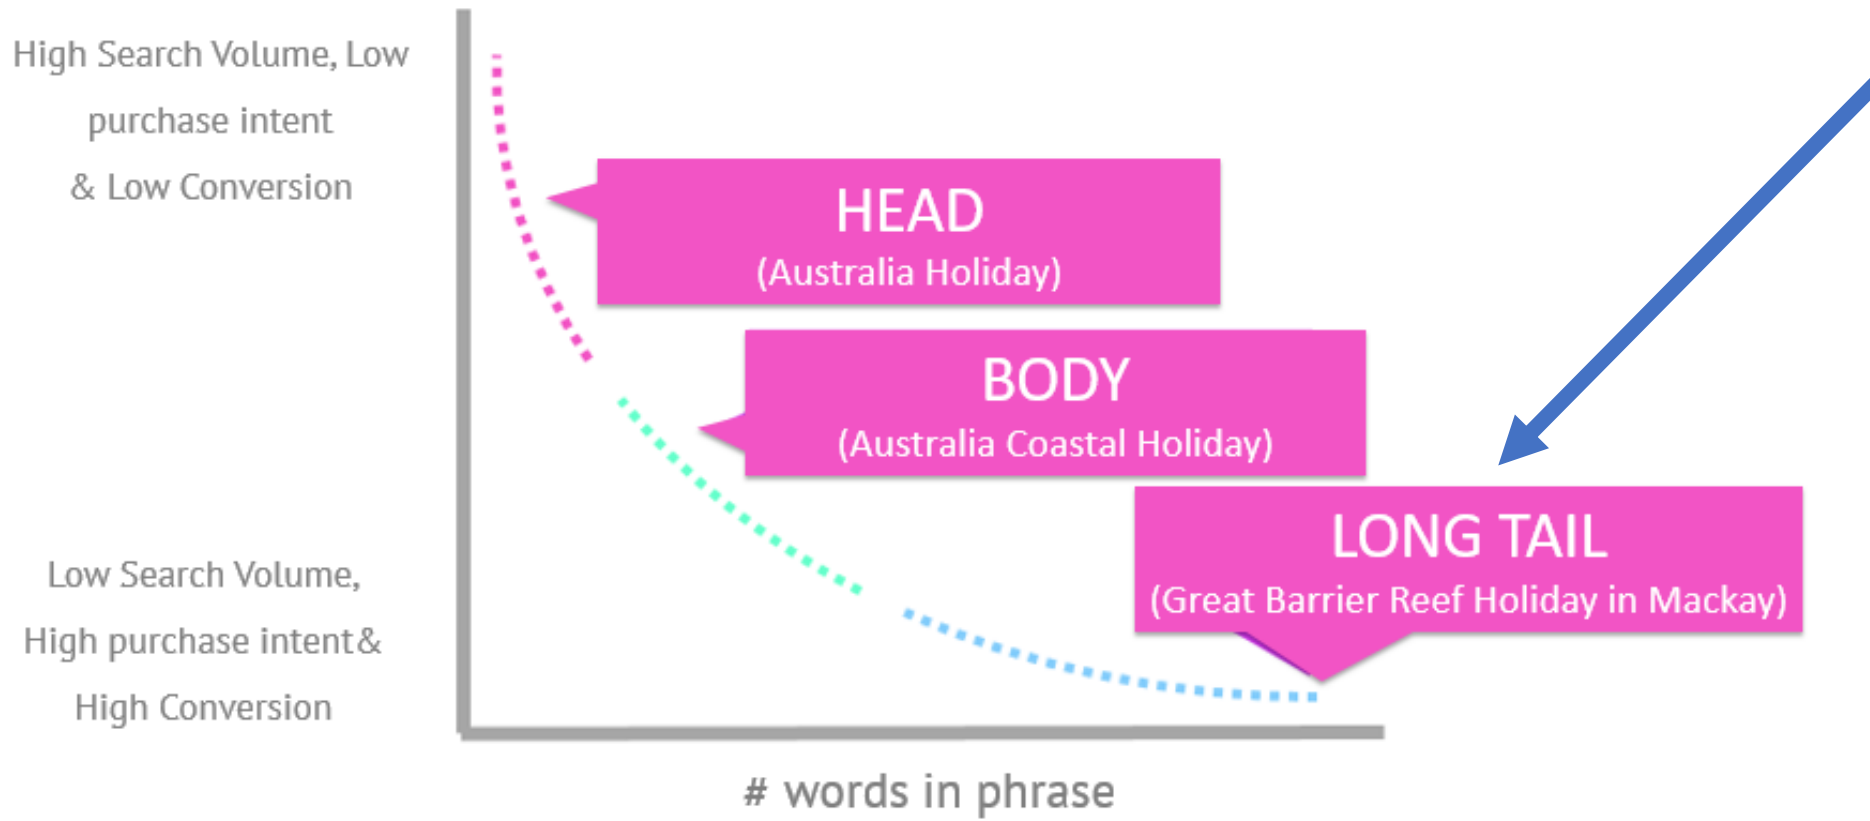 High Search Volume, Low
purchase intent
& Low Conversion
HEAD
(Australia Holiday)
BODY
(Australia Coastal Holiday)
LONG TAIL
(Great Barrier Reef Holiday in Mackay)
Low Search Volume,
High purchase intent&
High Conversion
# words in phrase